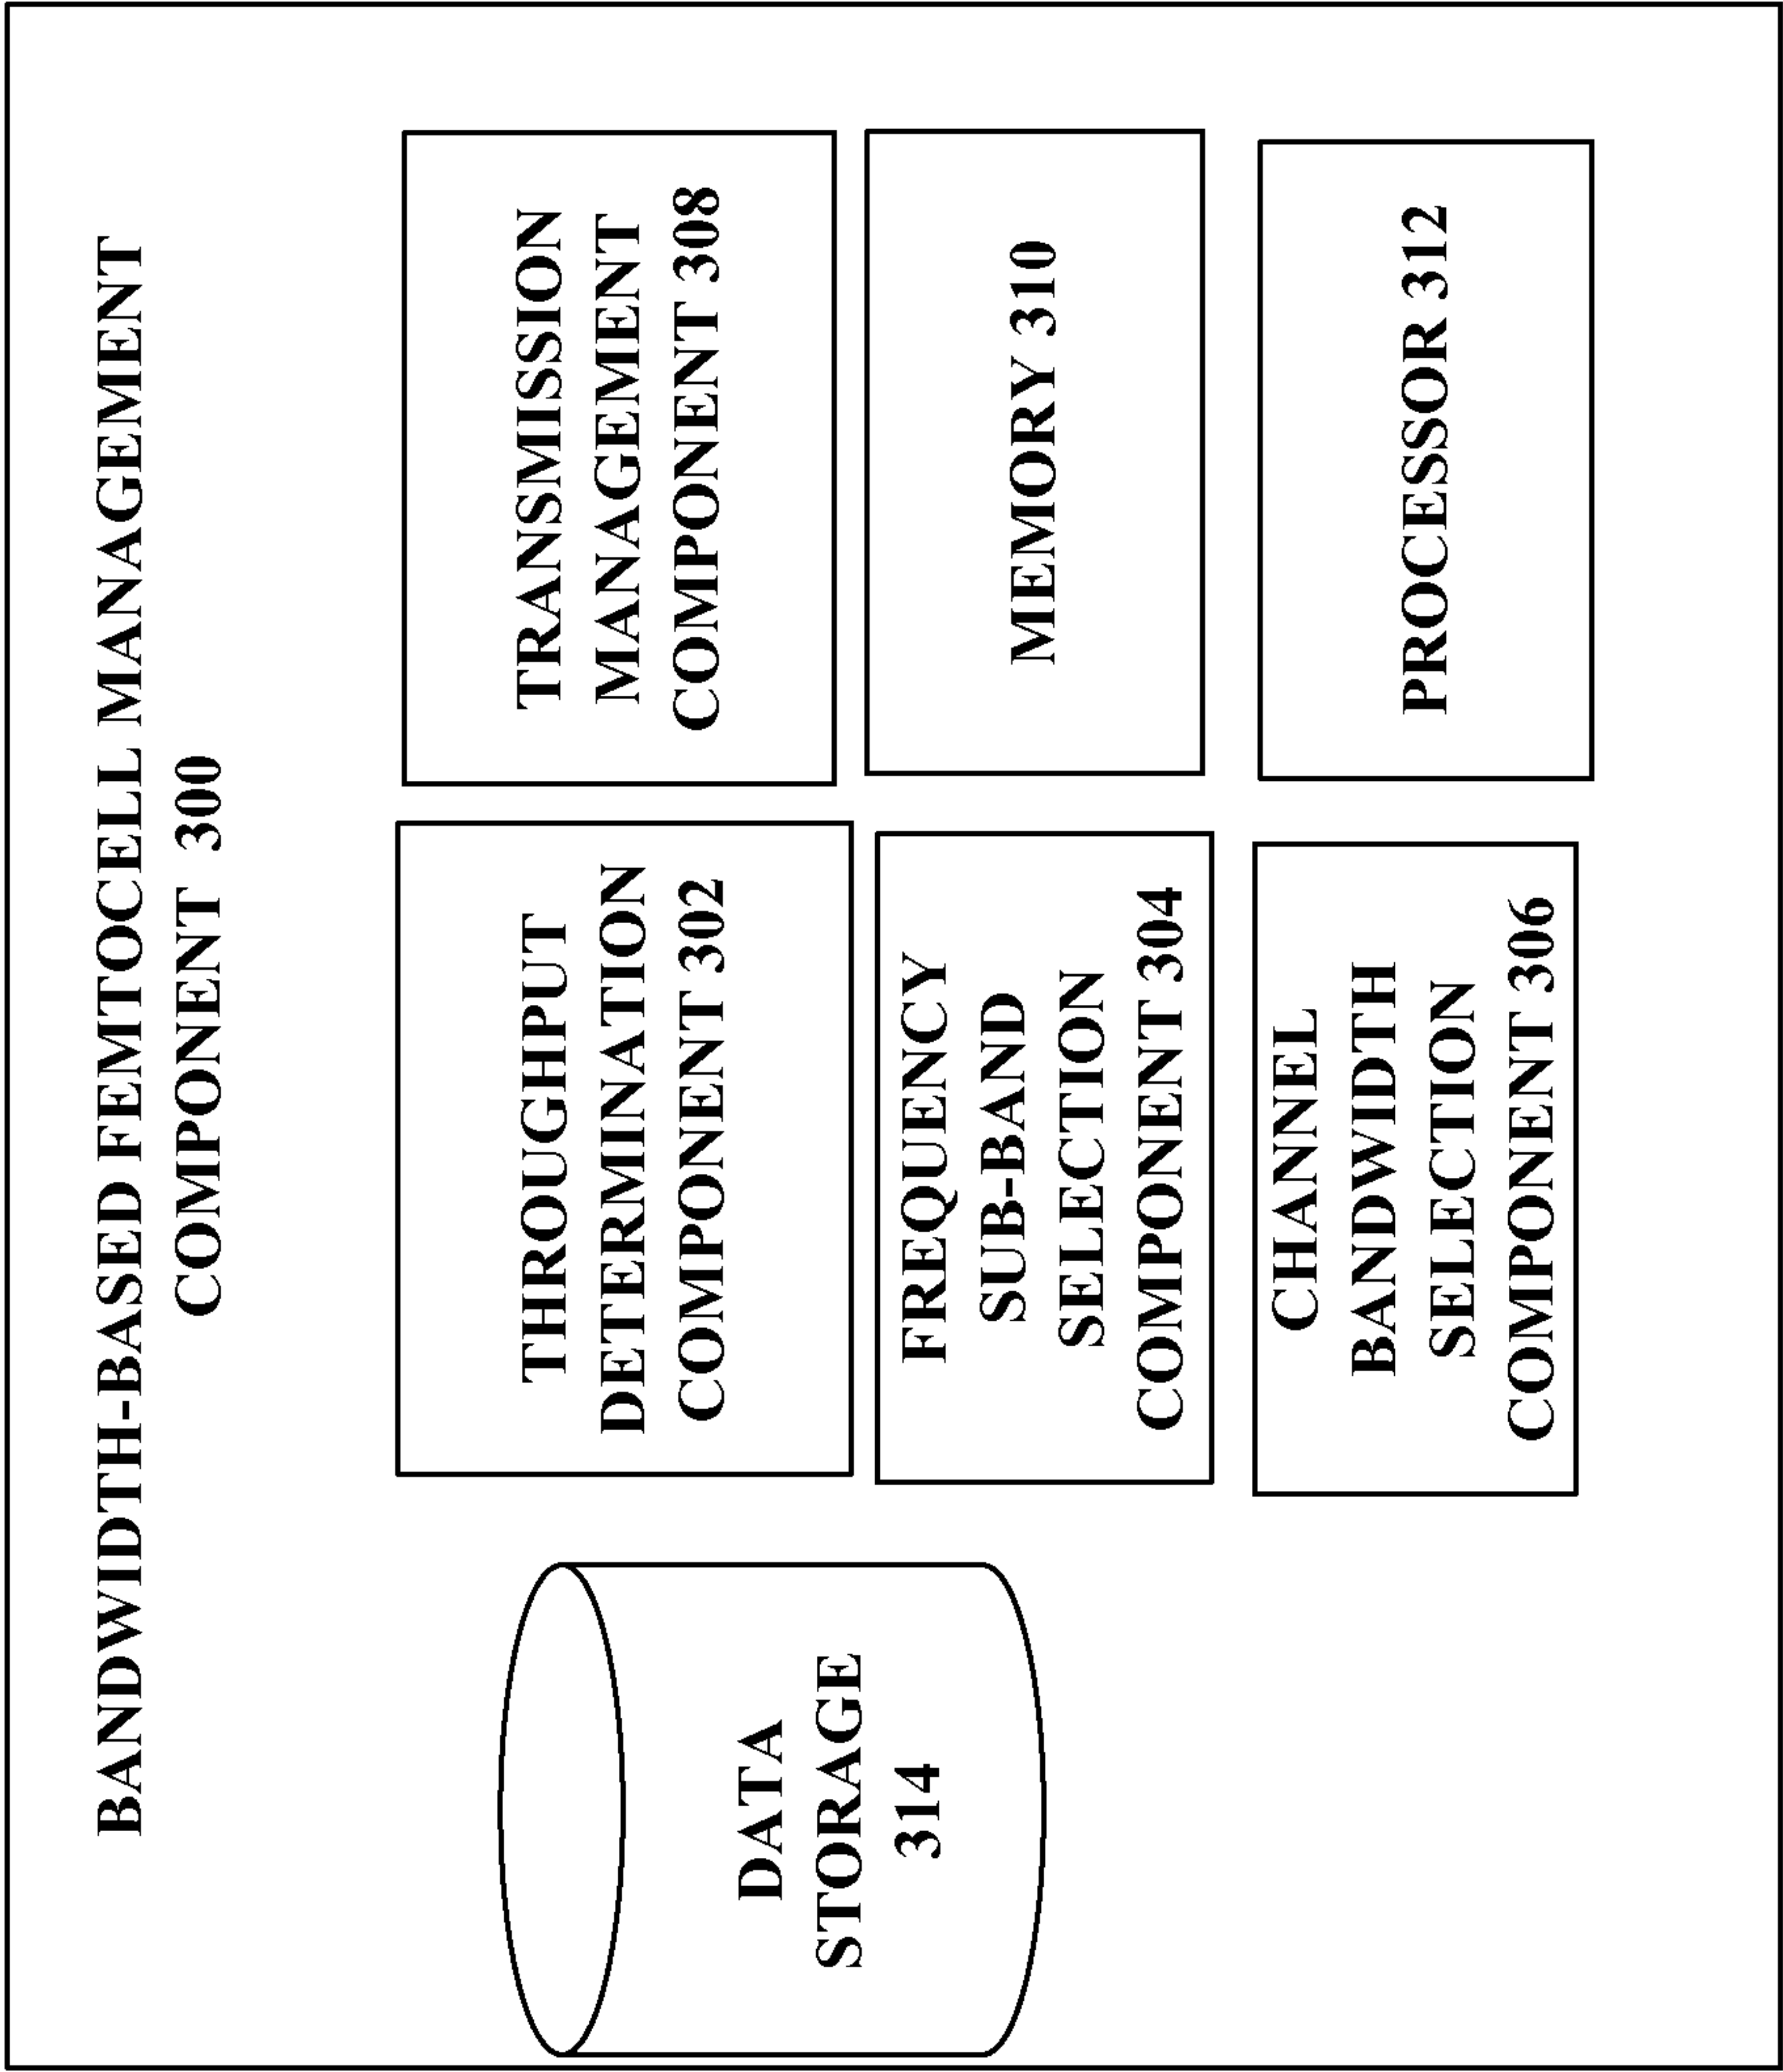 BANDWIDTH-BASED FEMTOCELL MANAGEMENT
COMPONENT 300
DATA
STORAGE
314
THROUGHPUT
DETERMINATION
COMPONENT 302
FREQUENCY
SUB-BAND
SELECTION
COMPONENT 304
CHANNEL
BANDWIDTH
SELECTION
COMPONENT 306
TRANSMISSION
MANAGEMENT
COMPONENT 308
MEMORY 310
PROCESSOR 312